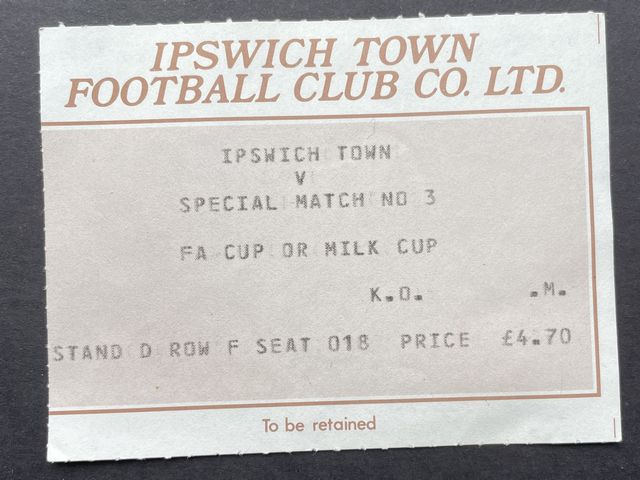 IPSWICH TOWN
FOOTBALL CLUB CO. LTD.
IPSWICH TOWN
V
SPECIAL MATCH NO 3
FA CUP OR MILK CUP
K.O. .M.
STAND D ROW F SEAT 018 PRICE £4.70
To be retained